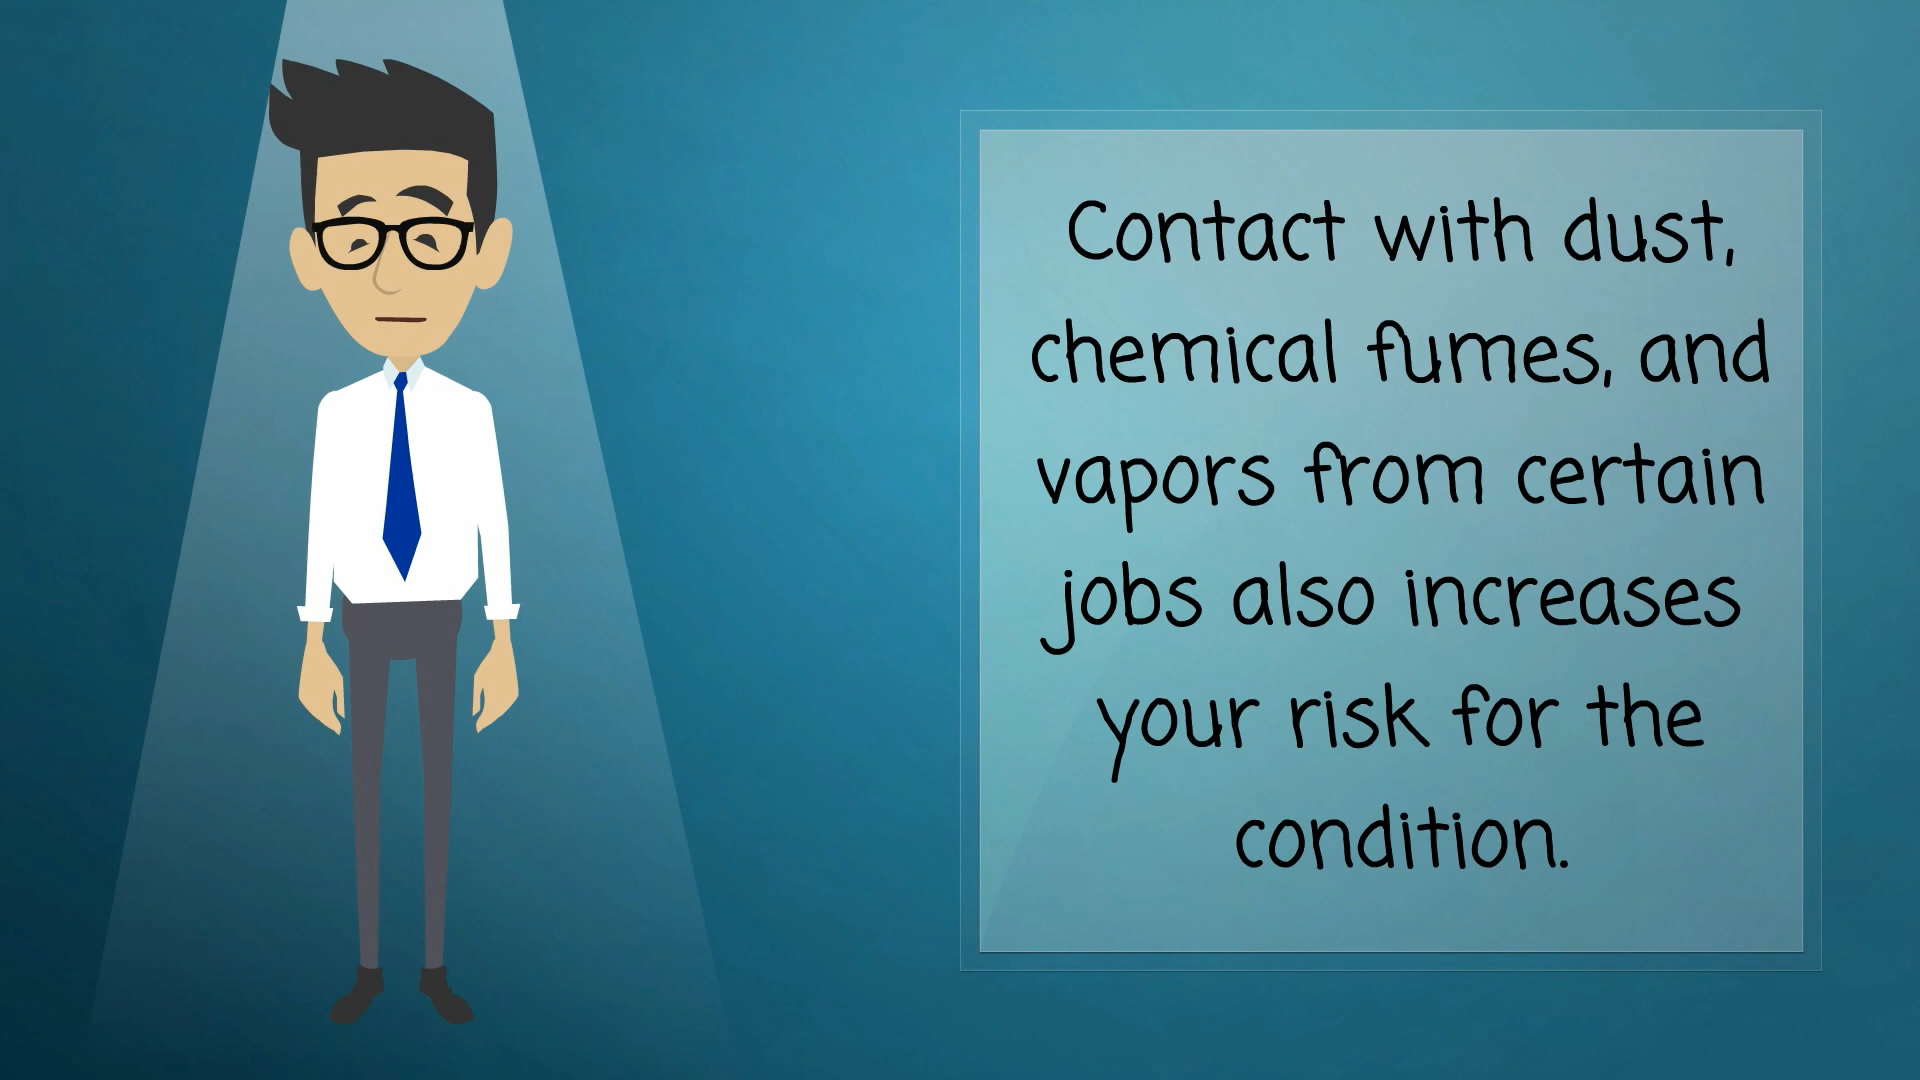 Contact with dust,
chemical fumes, and
vapors from certain
jobs also increases
your risk for the
condition.